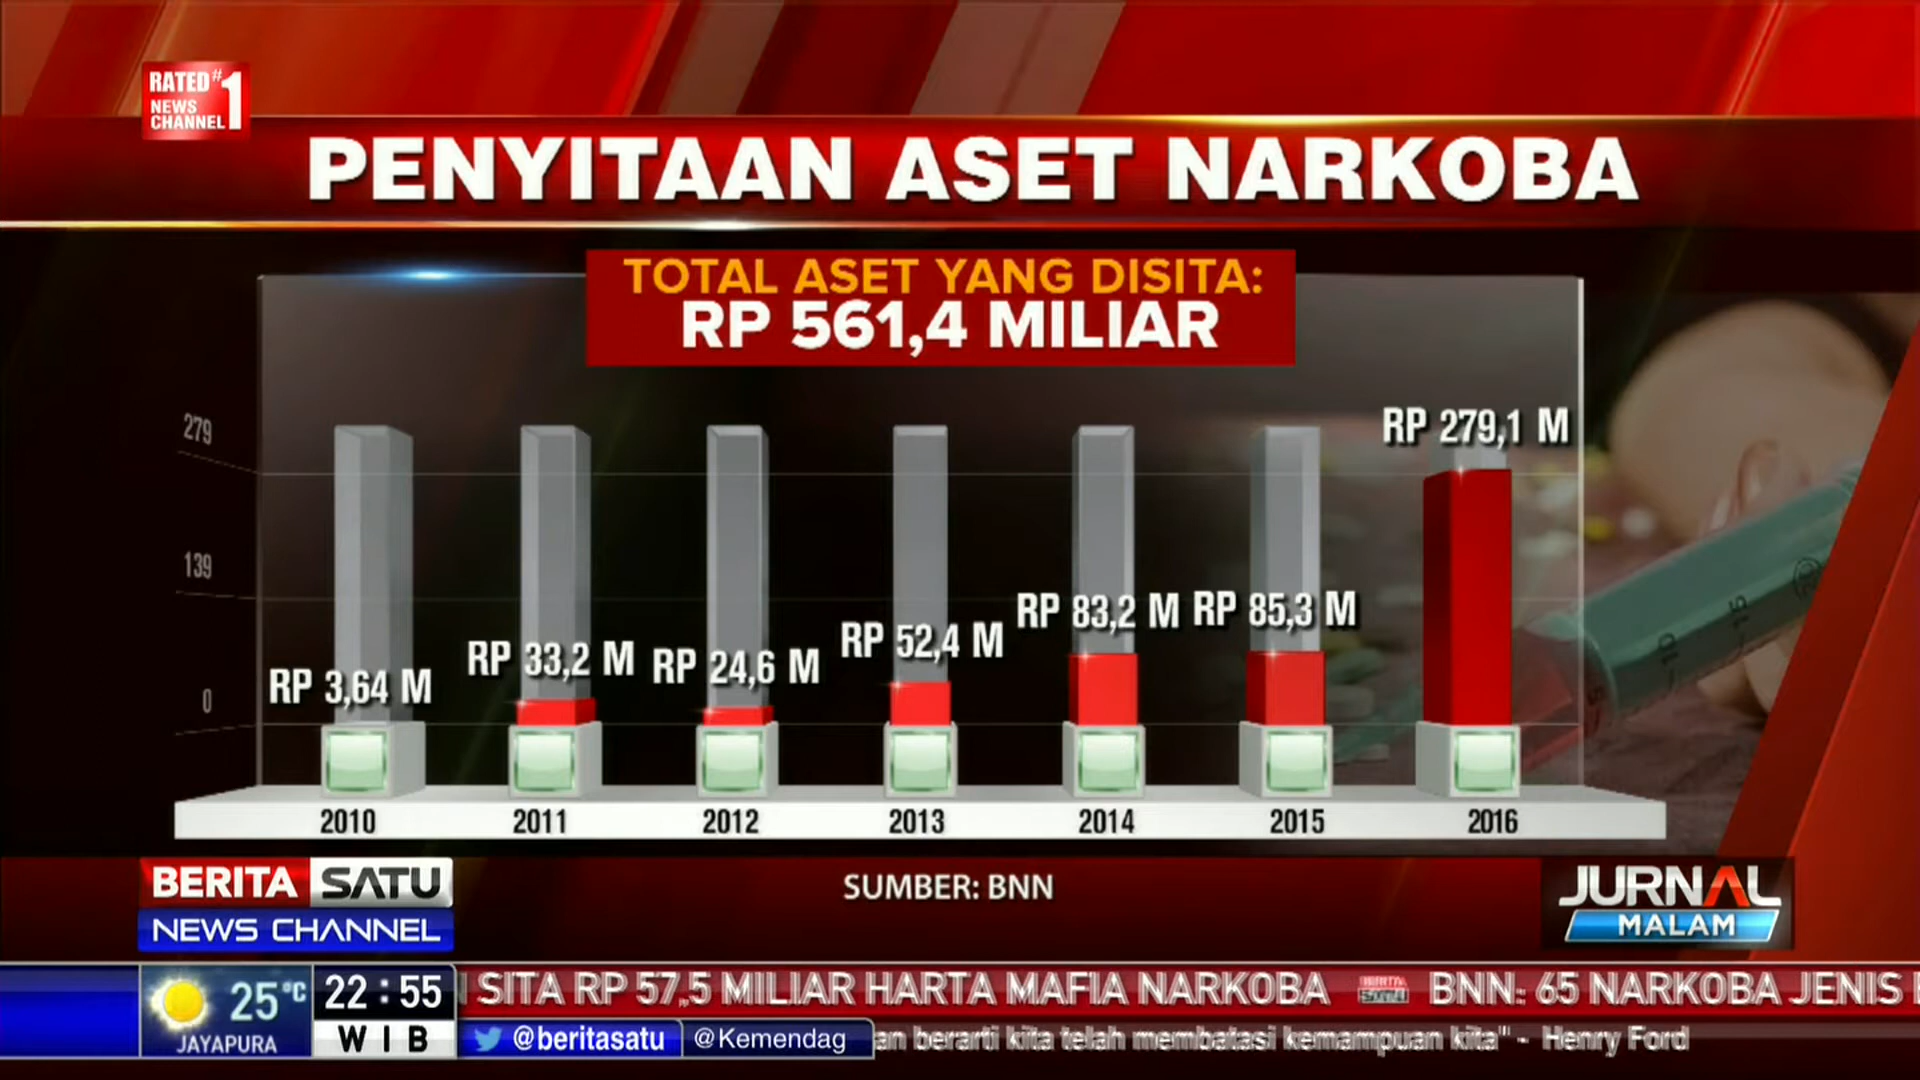 RATED #1
NEWS
CHANNEL
PENYITAAN ASET NARKOBA
TOTAL ASET YANG DISITA:
RP 561,4 MILIAR
279
139
0
RP 3,64 M
RP 33,2 M
RP 24,6 M
RP 52,4 M
RP 83,2 M
RP 85,3 M
RP 279,1 M
2010
2011
2012
2013
2014
2015
2016
SUMBER: BNN
BERITA SATU
NEWS CHANNEL
JURNAL
MALAM
25°C
JAYAPURA
22:55
WIB
SITA RP 57,5 MILIAR HARTA MAFIA NARKOBA BERITA SATU BNN: 65 NARKOBA JENIS
@beritasatu @Kemendag an berarti kita telah membatasi kemampuan kita" - Henry Ford